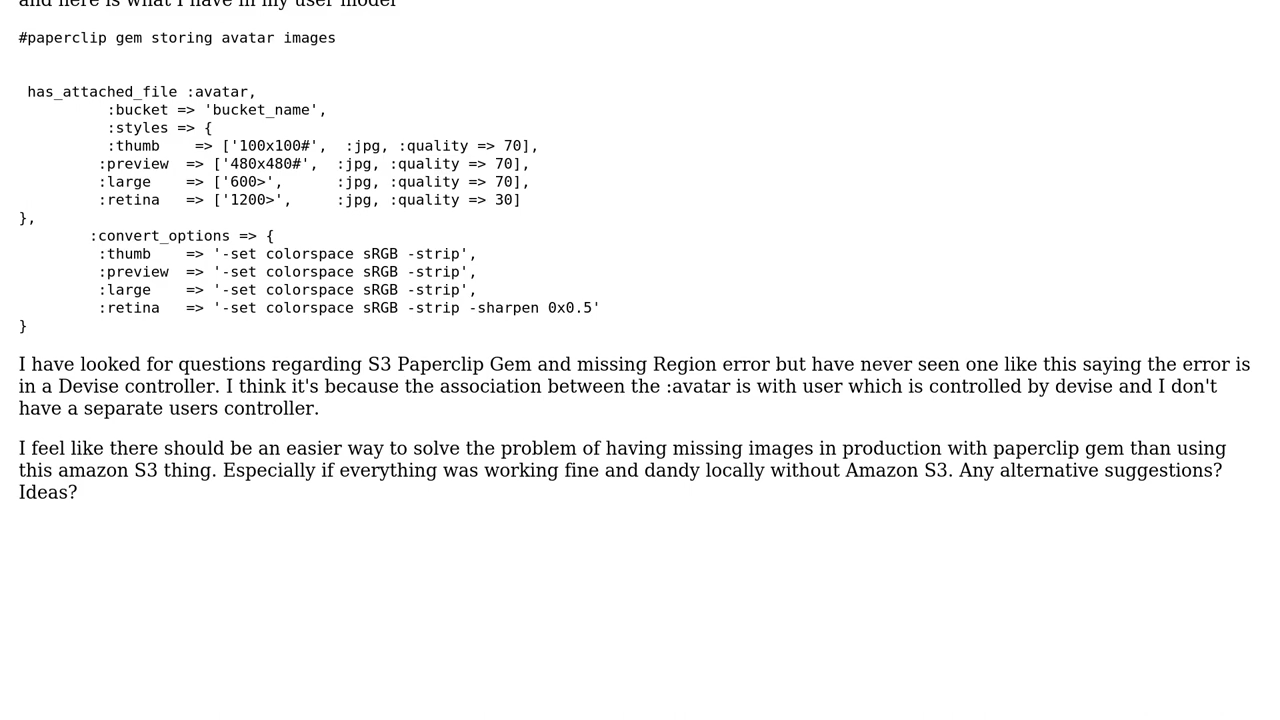 and here is what I have in my user model
#paperclip gem storing avatar images
has_attached_file :avatar,
:bucket => 'bucket_name',
:styles => {
:thumb    => ['100x100#',  :jpg, :quality => 70],
:preview  => ['480x480#',  :jpg, :quality => 70],
:large    => ['600>',      :jpg, :quality => 70],
:retina   => ['1200>',     :jpg, :quality => 30]
},
:convert_options => {
:thumb    => '-set colorspace sRGB -strip',
:preview  => '-set colorspace sRGB -strip',
:large    => '-set colorspace sRGB -strip',
:retina   => '-set colorspace sRGB -strip -sharpen 0x0.5'
}
I have looked for questions regarding S3 Paperclip Gem and missing Region error but have never seen one like this saying the error is
in a Devise controller. I think it's because the association between the :avatar is with user which is controlled by devise and I don't
have a separate users controller.
I feel like there should be an easier way to solve the problem of having missing images in production with paperclip gem than using
this amazon S3 thing. Especially if everything was working fine and dandy locally without Amazon S3. Any alternative suggestions?
Ideas?